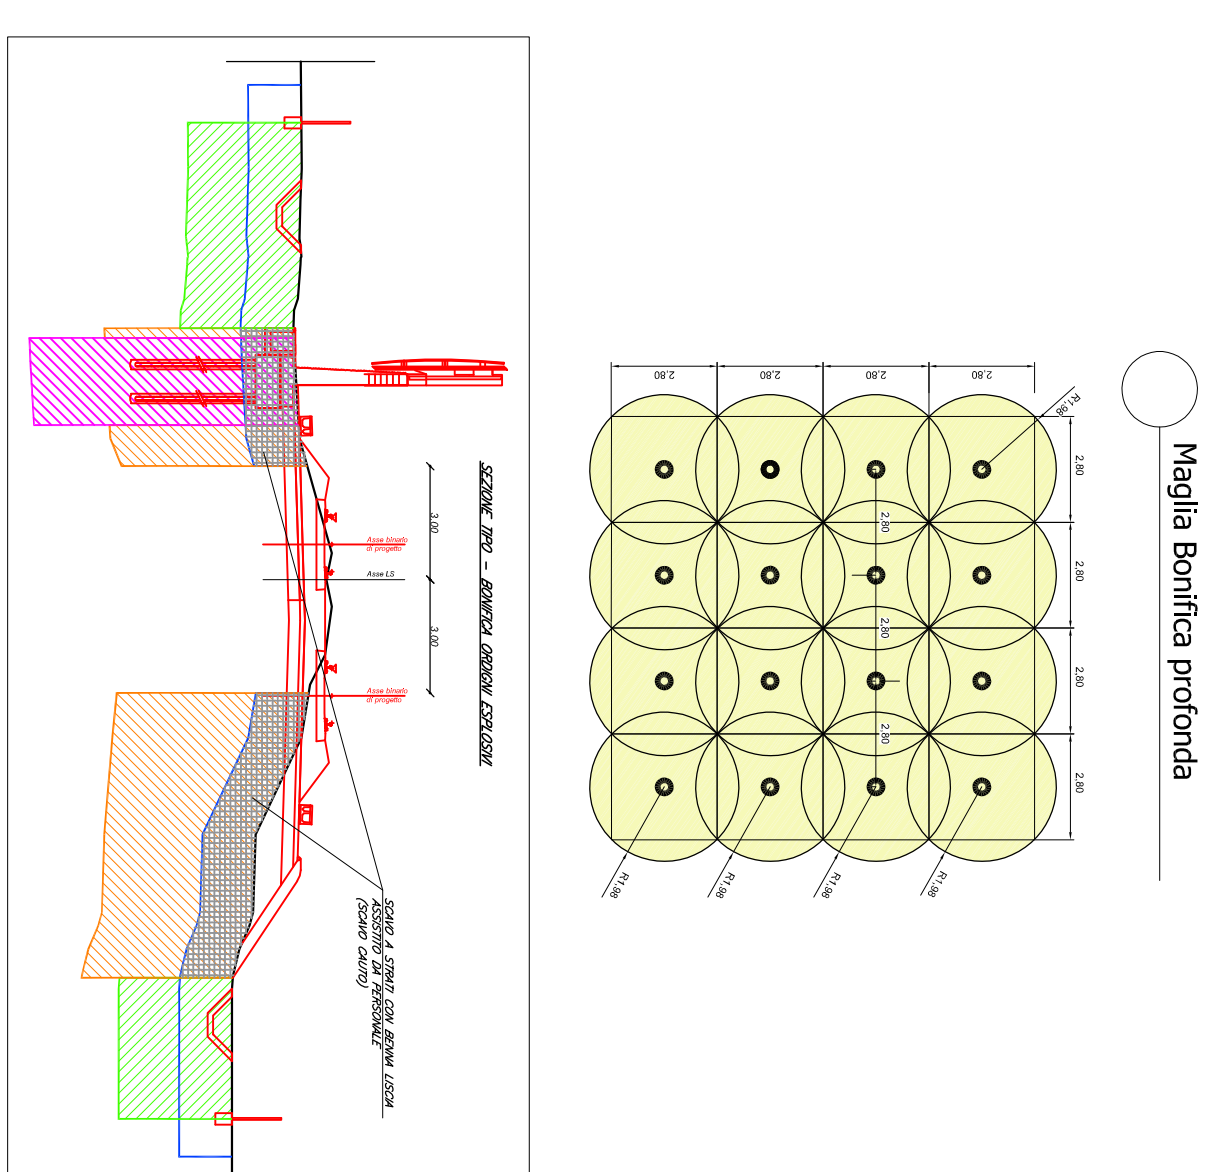 Maglia Bonifica profonda
2,80
2,80
2,80
2,80
R1,98
2,80
2,80
2,80
2,80
2,80
2,80
2,80
R1,98
R1,98
R1,98
R1,98
SEZIONE TIPO - BONIFICA ORDIGNI ESPLOSIVI
3.00
3.00
Asse binario
di progetto
Asse LS
Asse binario
di progetto
SCAVO A STRATI CON BENNA LISCIA
ASSISTITO DA PERSONALE
(SCAVO CAUTO)